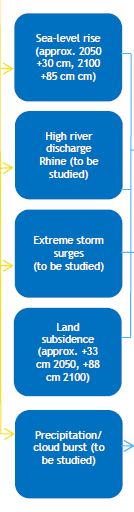 Sea-level rise
(approx. 2050
+30 cm, 2100
+85 cm cm)
High river
discharge
Rhine (to be
studied)
Extreme storm
surges
(to be studied)
Land
subsidence
(approx. +33
cm 2050, +88
cm 2100)
Precipitation/
cloud burst (to
be studied)